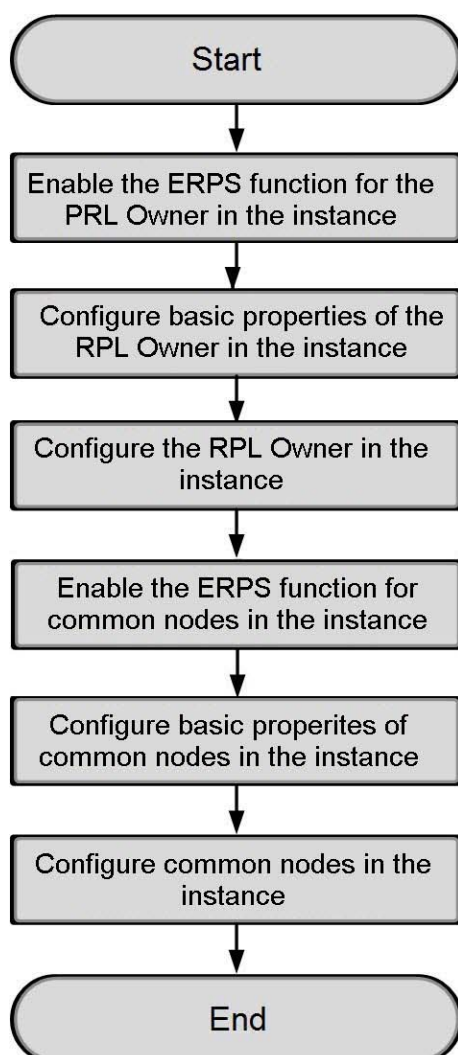 Start
Enable the ERPS function for the
PRL Owner in the instance
Configure basic properties of the
RPL Owner in the instance
Configure the RPL Owner in the
instance
Enable the ERPS function for
common nodes in the instance
Configure basic properites of
common nodes in the instance
Configure common nodes in the
instance
End